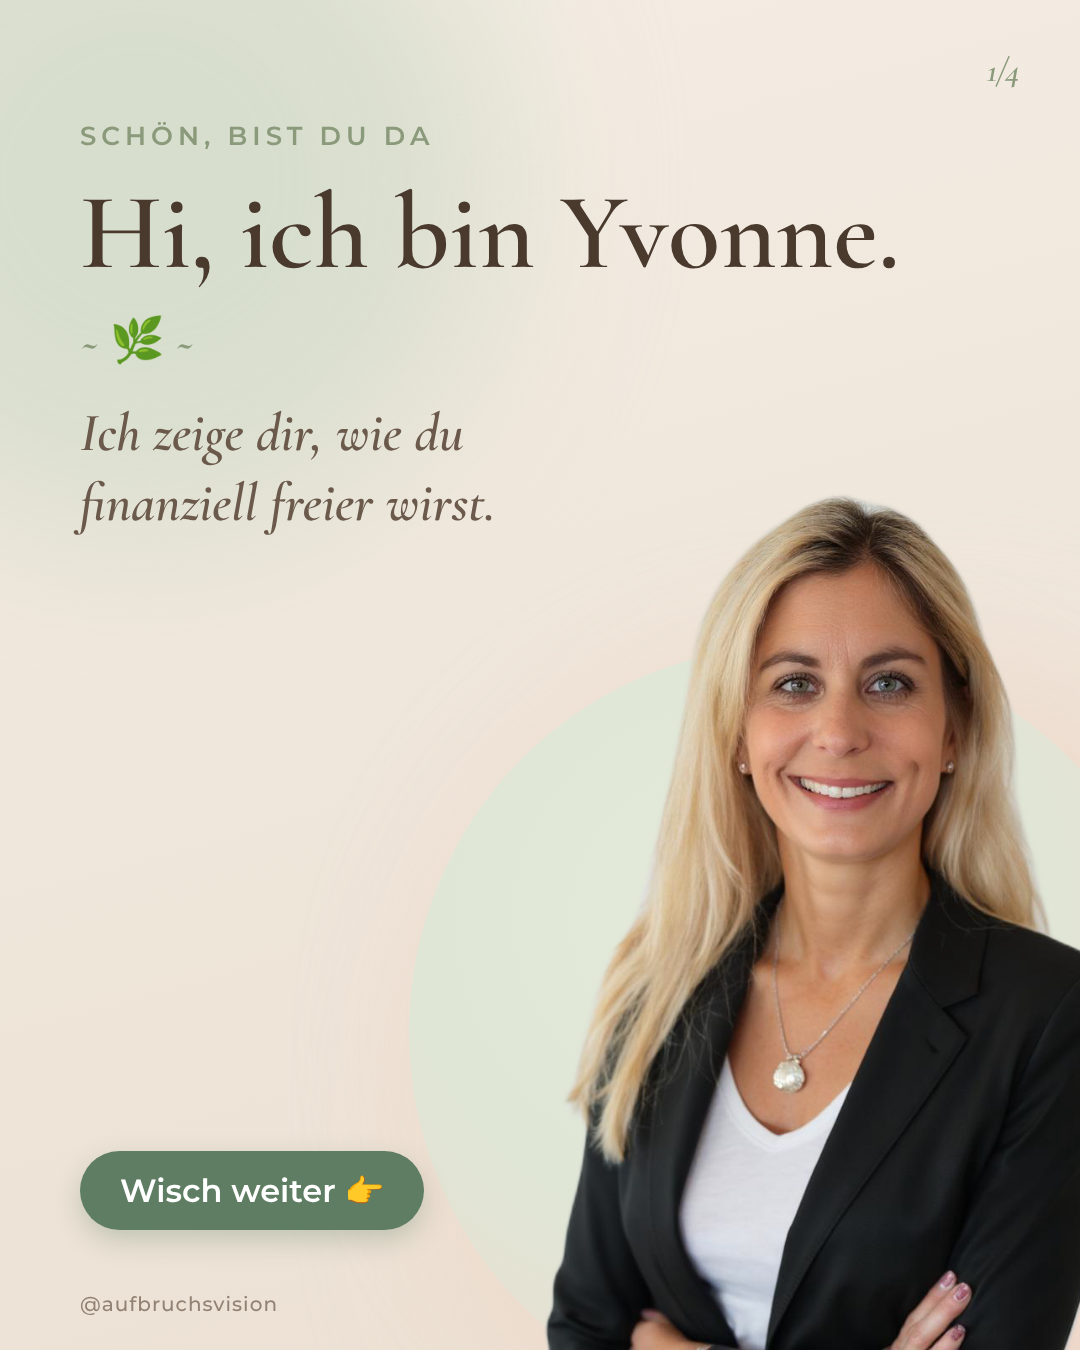 1/4
SCHÖN, BIST DU DA
Hi, ich bin Yvonne.
~ 🌿 ~
Ich zeige dir, wie du
finanziell freier wirst.
Wisch weiter 👉
@aufbruchsvision